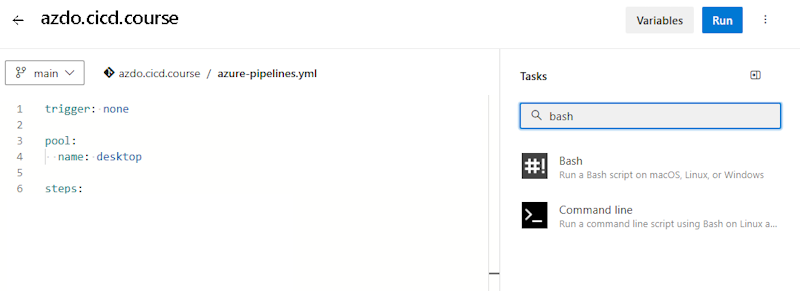 azdo.cicd.course
Variables
Run
main
azdo.cicd.course / azure-pipelines.yml
1 trigger: none
2
3 pool:
4 name: desktop
5
6 steps:
Tasks
bash
#!
Bash
Run a Bash script on macOS, Linux, or Windows
>_
Command line
Run a command line script using Bash on Linux a...